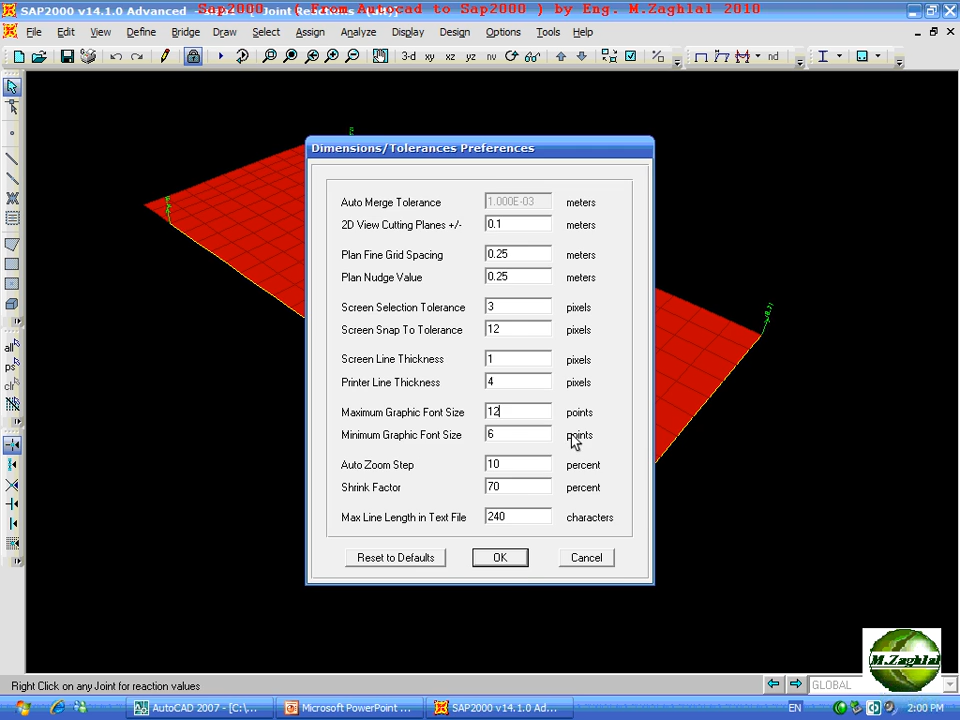 Sap2000 ( From Autocad to Sap2000 ) by Eng. M.Zaghlal 2010
SAP2000 v14.1.0 Advanced
File Edit View Define Bridge Draw Select Assign Analyze Display Design Options Tools Help
3-d xy xz yz nv
nd
all
ps
clr
Dimensions/Tolerances Preferences
Auto Merge Tolerance 1.000E-03 meters
2D View Cutting Planes +/- 0.1 meters
Plan Fine Grid Spacing 0.25 meters
Plan Nudge Value 0.25 meters
Screen Selection Tolerance 3 pixels
Screen Snap To Tolerance 12 pixels
Screen Line Thickness 1 pixels
Printer Line Thickness 4 pixels
Maximum Graphic Font Size 12 points
Minimum Graphic Font Size 6 points
Auto Zoom Step 10 percent
Shrink Factor 70 percent
Max Line Length in Text File 240 characters
Reset to Defaults OK Cancel
M.Zaghlal
Right Click on any Joint for reaction values
GLOBAL
AutoCAD 2007 - [C:\... Microsoft PowerPoint ... SAP2000 v14.1.0 Ad... EN 2:00 PM